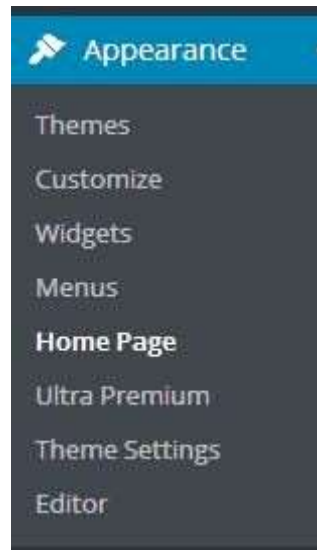 Appearance
Themes
Customize
Widgets
Menus
Home Page
Ultra Premium
Theme Settings
Editor